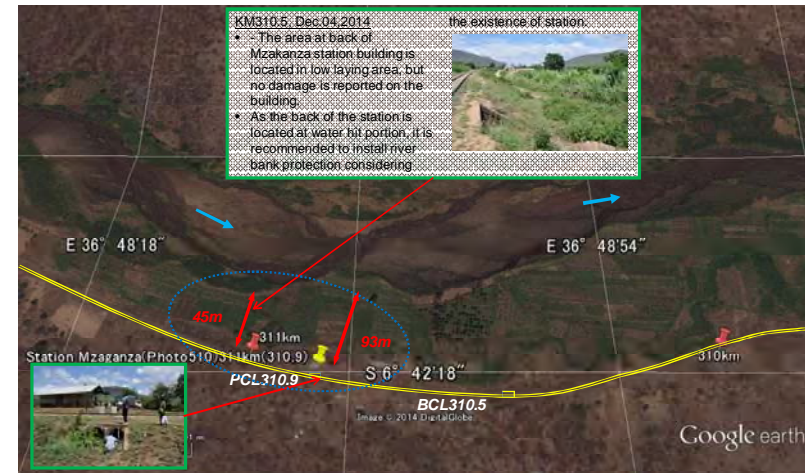 KM310.5, Dec.04,2014
• - The area at back of
Mzakanza station building is
located in low laying area, but
no damage is reported on the
building.
• As the back of the station is
located at water hit portion, it is
recommended to install river
bank protection considering
the existence of station.
E 36° 48'18"
E 36° 48'54"
45m
93m
311km
Station Mzaganza(Photo510)311km(310.9)
310km
PCL310.9
S 6° 42'18"
BCL310.5
Image © 2014 DigitalGlobe
Google earth